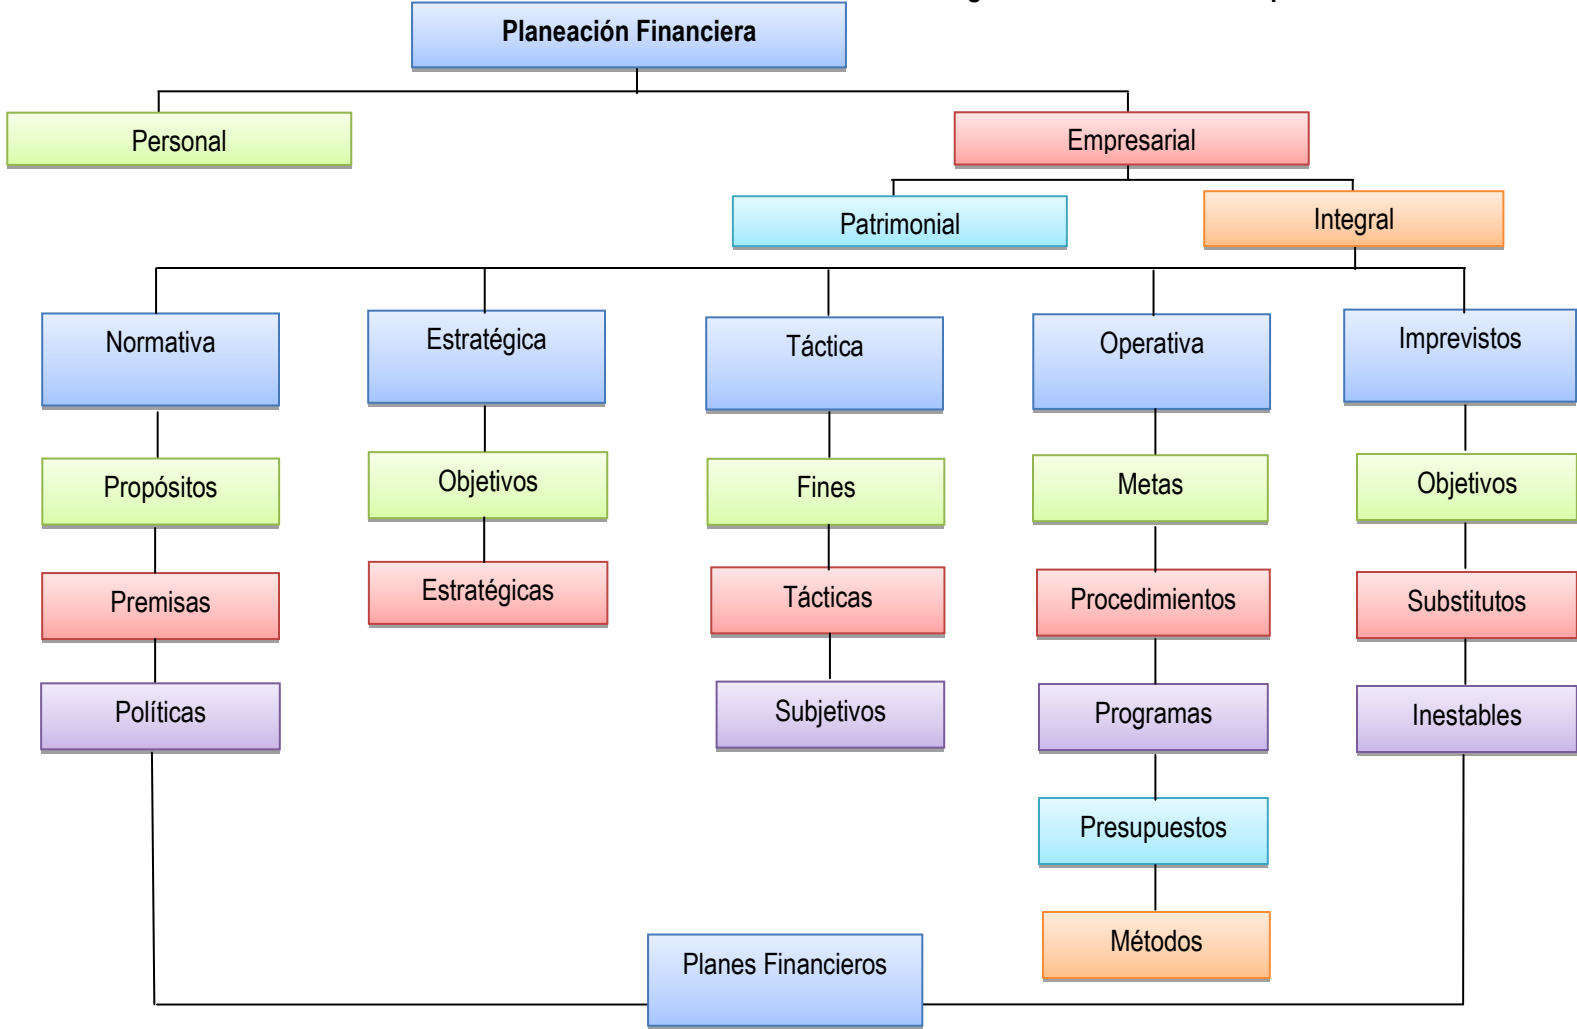 Planeación Financiera
Personal
Empresarial
Patrimonial
Integral
Normativa
Estratégica
Táctica
Operativa
Imprevistos
Propósitos
Objetivos
Fines
Metas
Objetivos
Premisas
Estratégicas
Tácticas
Procedimientos
Substitutos
Políticas
Subjetivos
Programas
Inestables
Presupuestos
Métodos
Planes Financieros